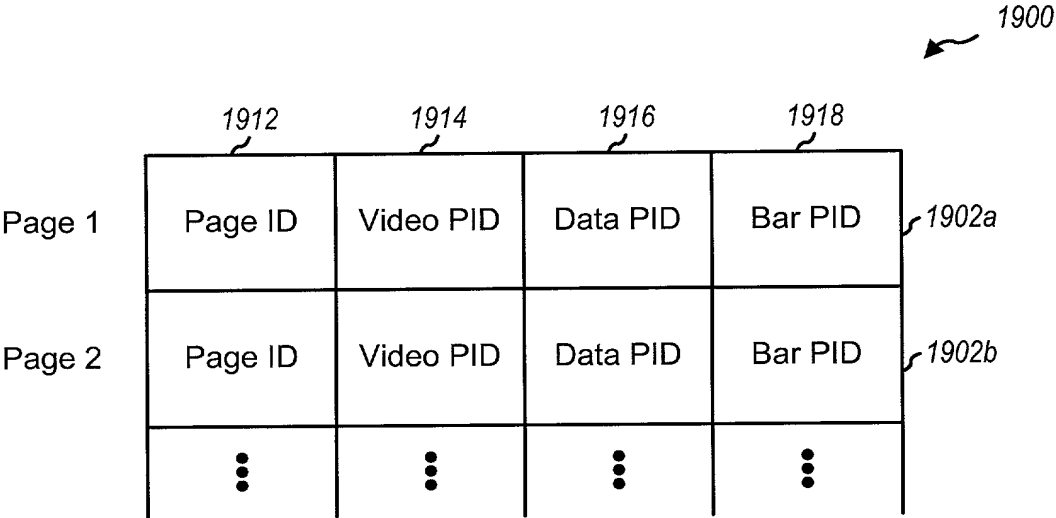 1900
1912 1914 1916 1918
Page 1 Page ID Video PID Data PID Bar PID 1902a
Page 2 Page ID Video PID Data PID Bar PID 1902b